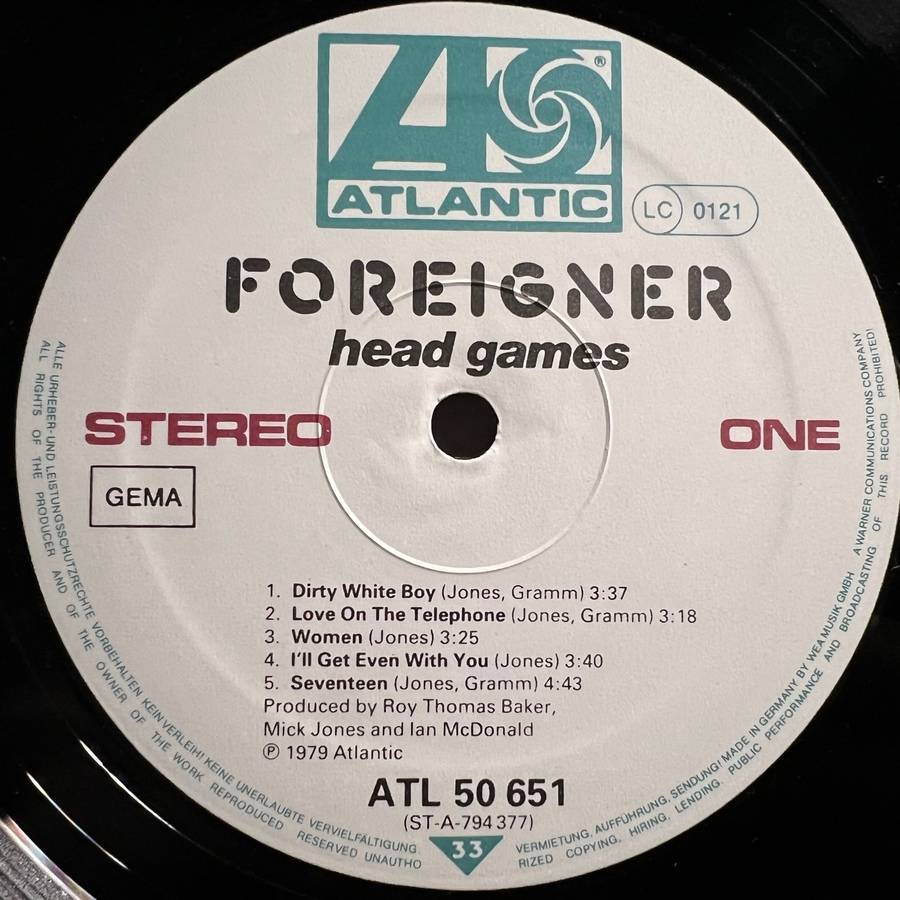 ®
ATLANTIC
LC 0121
FOREIGNER
head games
STEREO
ONE
GEMA
1. Dirty White Boy (Jones, Gramm) 3:37
2. Love On The Telephone (Jones, Gramm) 3:18
3. Women (Jones) 3:25
4. I'll Get Even With You (Jones) 3:40
5. Seventeen (Jones, Gramm) 4:43
Produced by Roy Thomas Baker,
Mick Jones and Ian McDonald
℗ 1979 Atlantic
ATL 50 651
(ST-A-794 377)
33
ALLE URHEBER- UND LEISTUNGSSCHUTZRECHTE VORBEHALTEN KEIN VERLEIH! KEINE UNERLAUBTE VERVIELFÄLTIGUNG, VERMIETUNG, AUFFÜHRUNG, SENDUNG! MADE IN GERMANY BY WEA MUSIK GMBH A WARNER COMMUNICATIONS COMPANY
ALL RIGHTS OF THE PRODUCER AND OF THE OWNER OF THE WORK REPRODUCED RESERVED UNAUTHO RIZED COPYING, HIRING, LENDING, PUBLIC PERFORMANCE AND BROADCASTING OF THIS RECORD PROHIBITED!